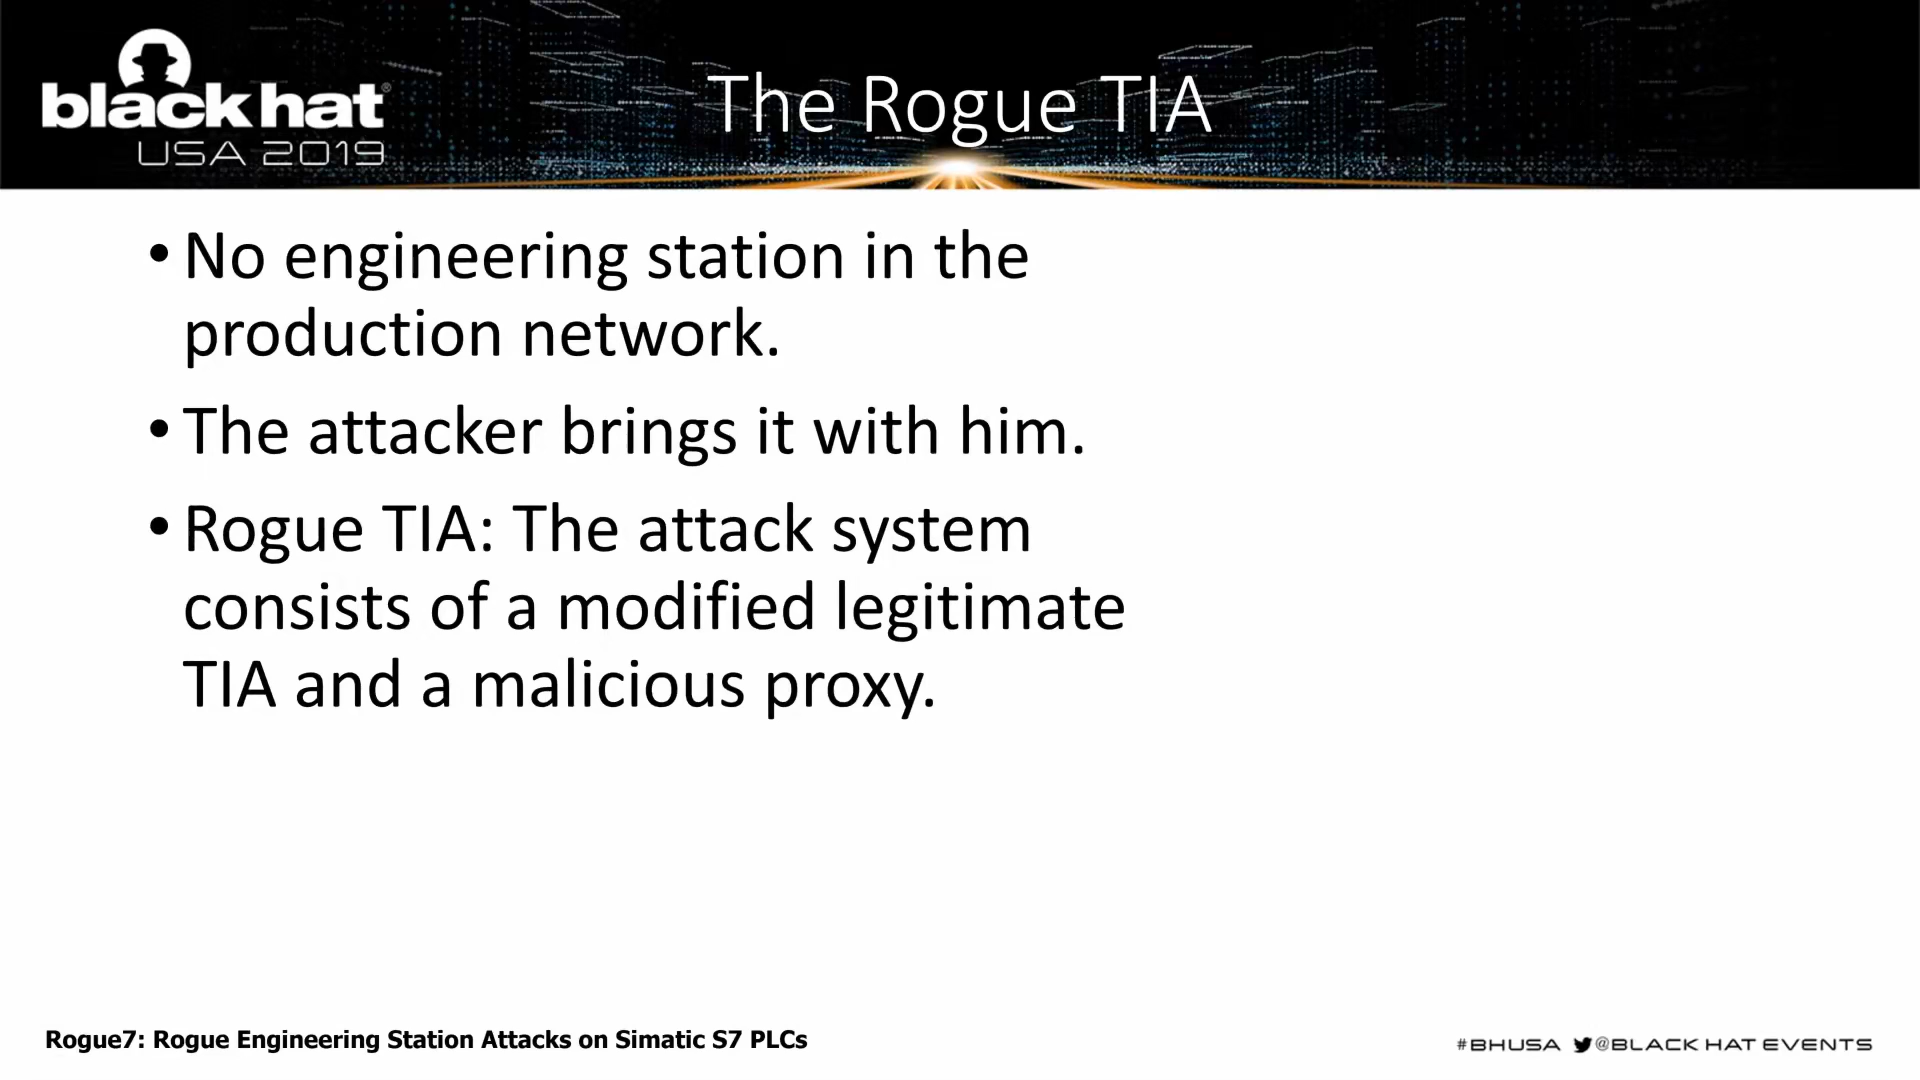 blackhat®
USA 2019
The Rogue TIA
• No engineering station in the
production network.
• The attacker brings it with him.
• Rogue TIA: The attack system
consists of a modified legitimate
TIA and a malicious proxy.
Rogue7: Rogue Engineering Station Attacks on Simatic S7 PLCs
#BHUSA @BLACK HAT EVENTS